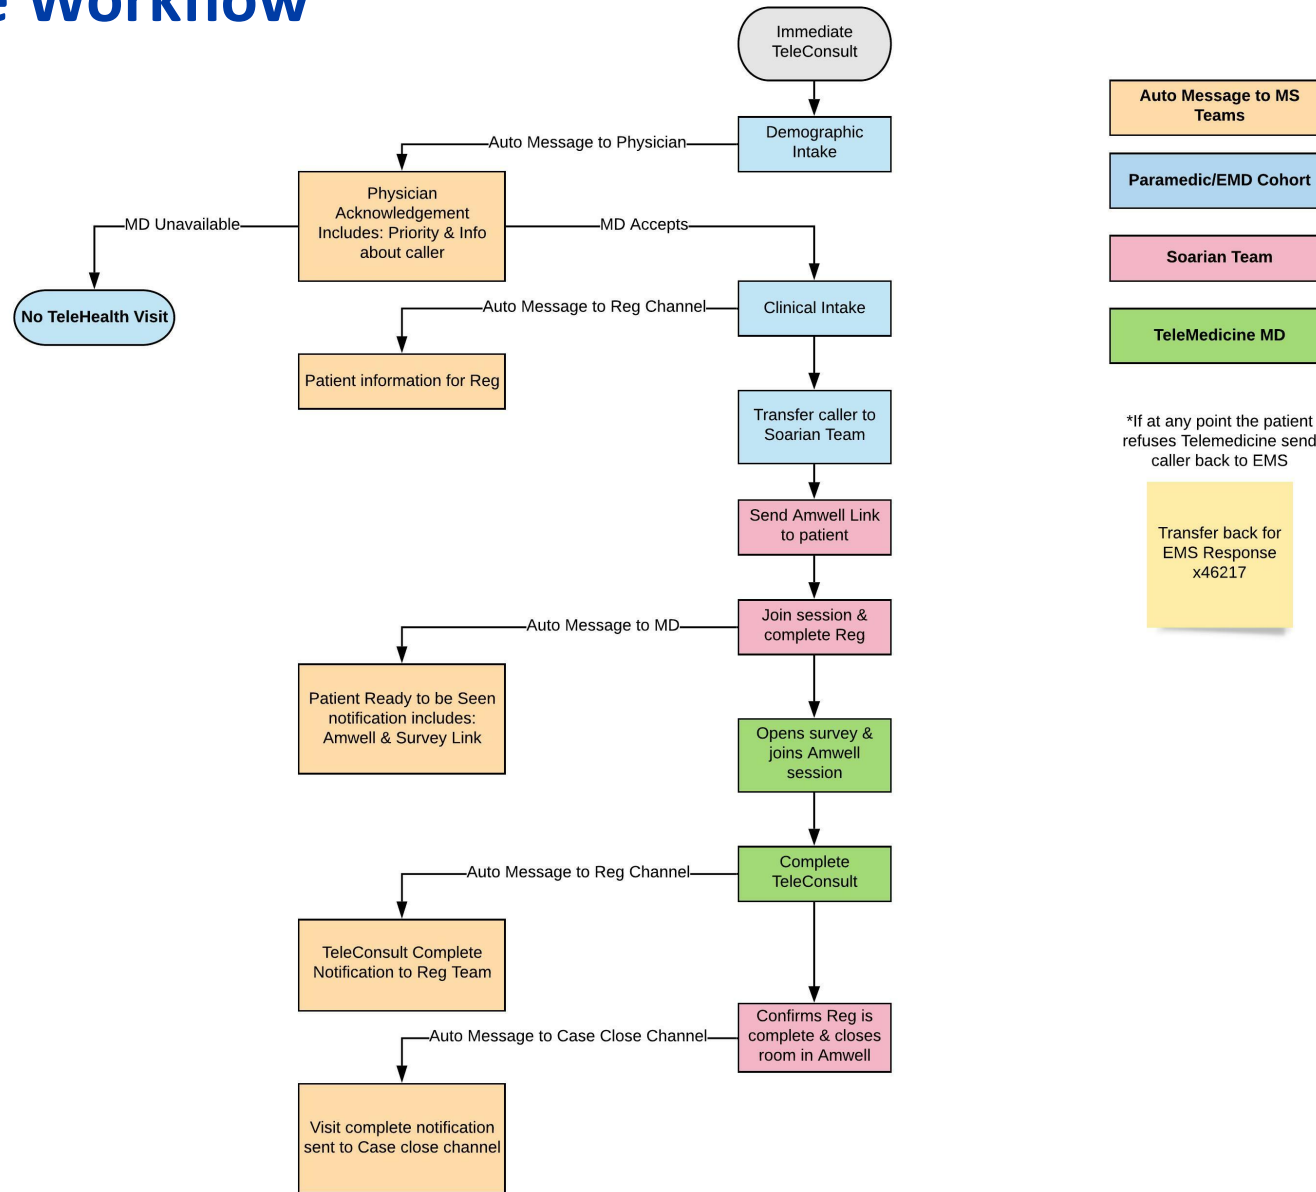 e Workflow
Immediate
TeleConsult
Auto Message to MS
Teams
Demographic
Intake
Auto Message to Physician
Paramedic/EMD Cohort
Physician
Acknowledgement
Includes: Priority & Info
about caller
MD Unavailable
MD Accepts
Soarian Team
No TeleHealth Visit
Auto Message to Reg Channel
Clinical Intake
TeleMedicine MD
Patient information for Reg
Transfer caller to
Soarian Team
*If at any point the patient
refuses Telemedicine send
caller back to EMS
Send Amwell Link
to patient
Transfer back for
EMS Response
x46217
Join session &
complete Reg
Auto Message to MD
Patient Ready to be Seen
notification includes:
Amwell & Survey Link
Opens survey &
joins Amwell
session
Complete
TeleConsult
Auto Message to Reg Channel
TeleConsult Complete
Notification to Reg Team
Confirms Reg is
complete & closes
room in Amwell
Auto Message to Case Close Channel
Visit complete notification
sent to Case close channel